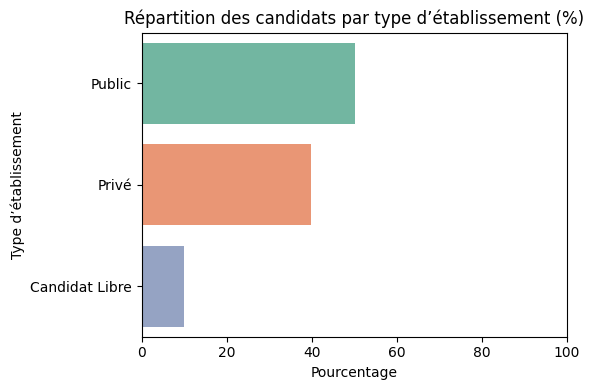 Répartition des candidats par type d’établissement (%)
Type d’établissement
Public
Privé
Candidat Libre
0 20 40 60 80 100
Pourcentage